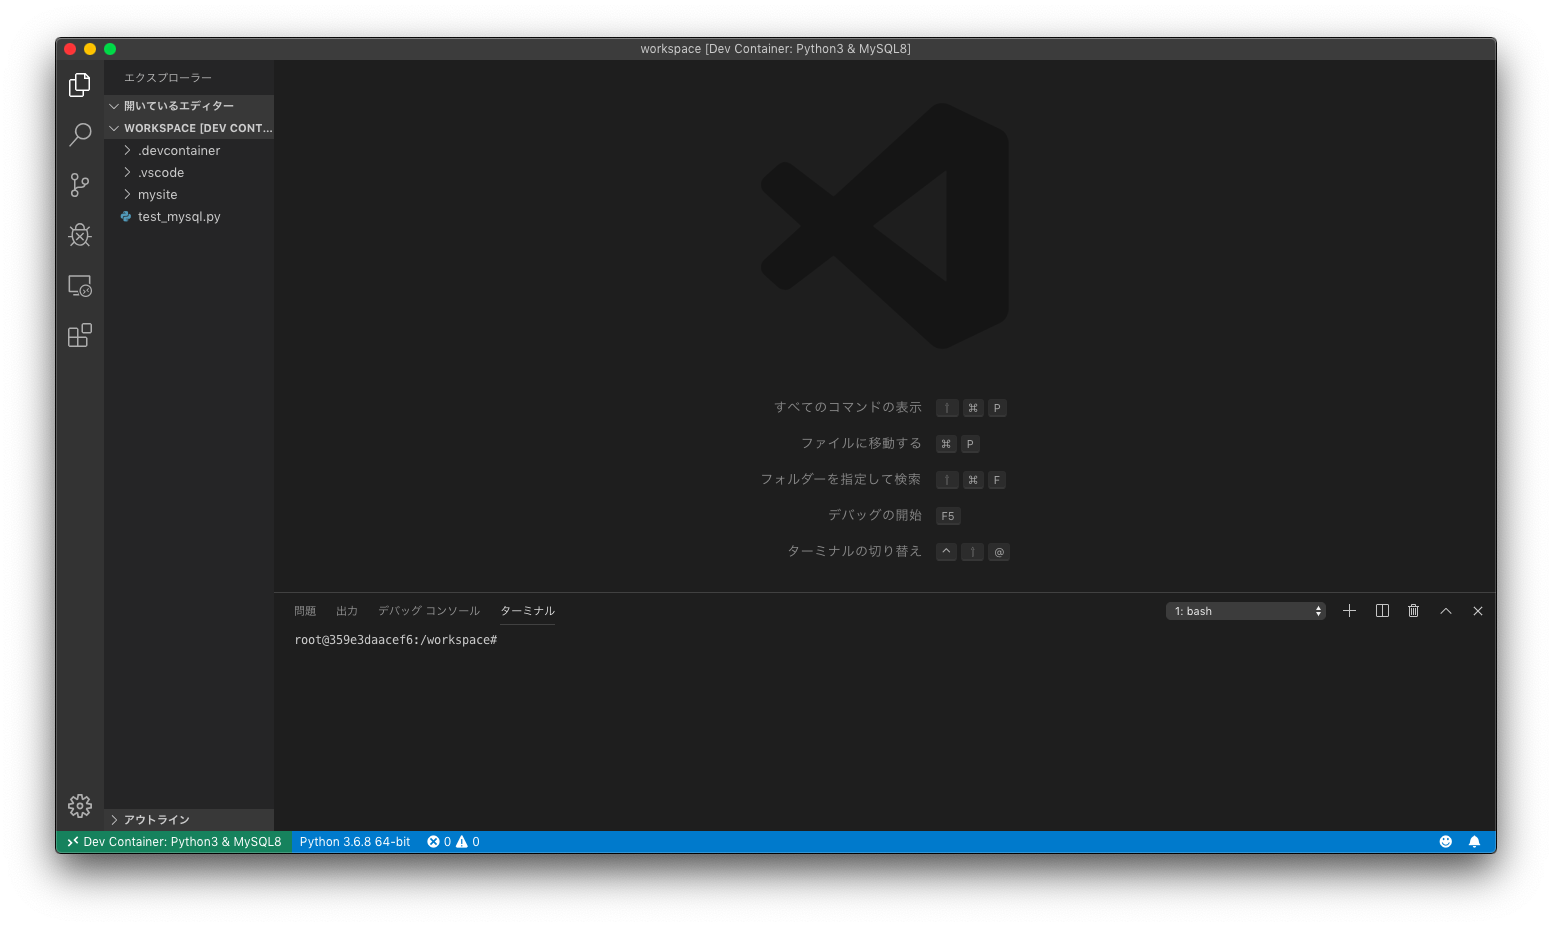 workspace [Dev Container: Python3 & MySQL8]
エクスプローラー
開いているエディター
WORKSPACE [DEV CONT...
.devcontainer
.vscode
mysite
test_mysql.py
アウトライン
すべてのコマンドの表示 ⇧ ⌘ P
ファイルに移動する ⌘ P
フォルダーを指定して検索 ⇧ ⌘ F
デバッグの開始 F5
ターミナルの切り替え ^ ⇧ @
問題 出力 デバッグ コンソール ターミナル 1: bash
root@359e3daacef6:/workspace#
Dev Container: Python3 & MySQL8 Python 3.6.8 64-bit 0 0